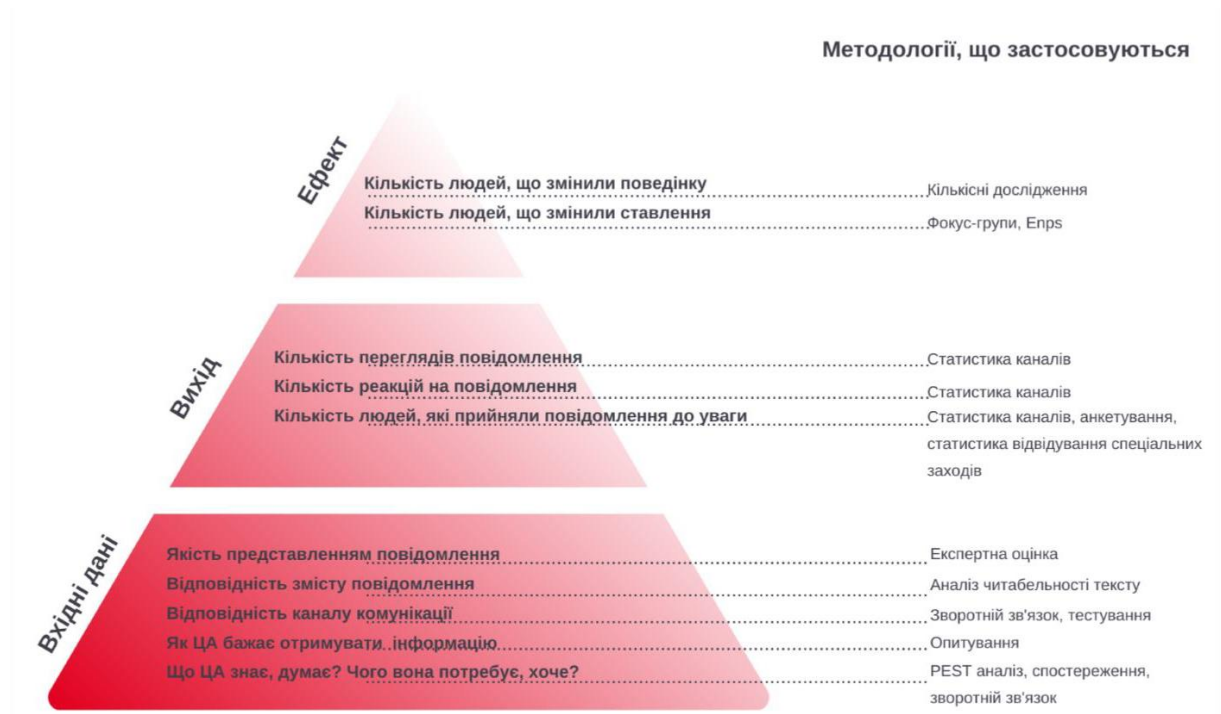 Методології, що застосовуються
Ефект
Кількість людей, що змінили поведінку
Кількісні дослідження
Кількість людей, що змінили ставлення
Фокус-групи, Enps
Вихід
Кількість переглядів повідомлення
Статистика каналів
Кількість реакцій на повідомлення
Статистика каналів
Кількість людей, які прийняли повідомлення до уваги
Статистика каналів, анкетування,
статистика відвідування спеціальних
заходів
Вхідні дані
Якість представленням повідомлення
Експертна оцінка
Відповідність змісту повідомлення
Аналіз читабельності тексту
Відповідність каналу комунікації
Зворотній зв'язок, тестування
Як ЦА бажає отримувати інформацію
Опитування
Що ЦА знає, думає? Чого вона потребує, хоче?
PEST аналіз, спостереження,
зворотній зв'язок